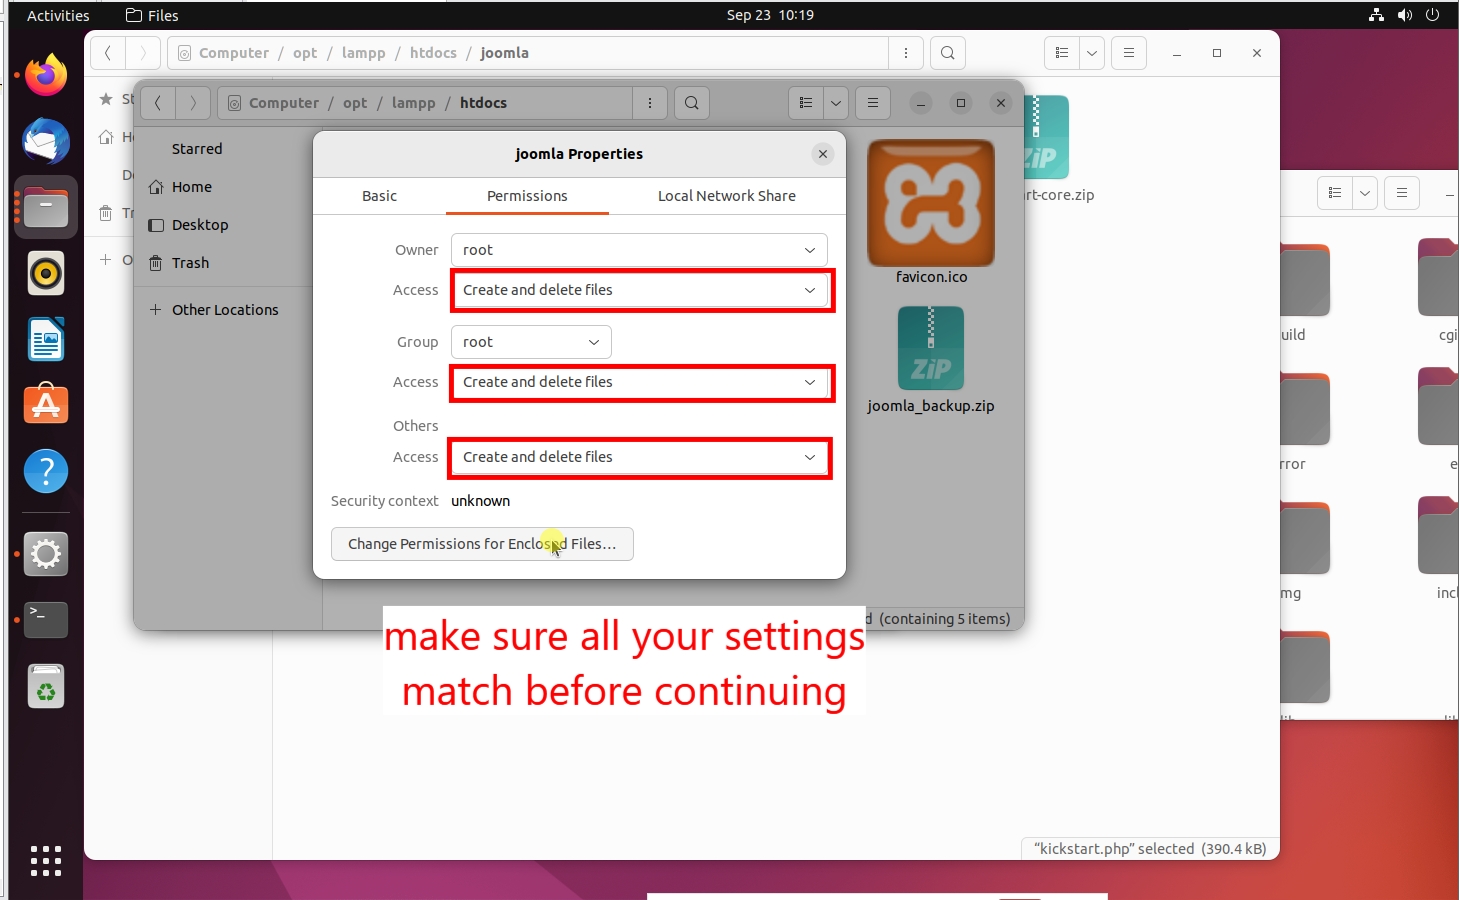 Activities
Files
Sep 23 10:19
Computer / opt / lampp / htdocs / joomla
Computer / opt / lampp / htdocs
Starred
Home
Desktop
Trash
Other Locations
joomla Properties
Basic
Permissions
Local Network Share
Owner
root
Access
Create and delete files
Group
root
Access
Create and delete files
Others
Access
Create and delete files
Security context
unknown
Change Permissions for Enclosed Files…
ZiP
rt-core.zip
favicon.ico
ZiP
joomla_backup.zip
(containing 5 items)
make sure all your settings
match before continuing
uild
cgi
rror
mg
incl
“kickstart.php” selected (390.4 kB)